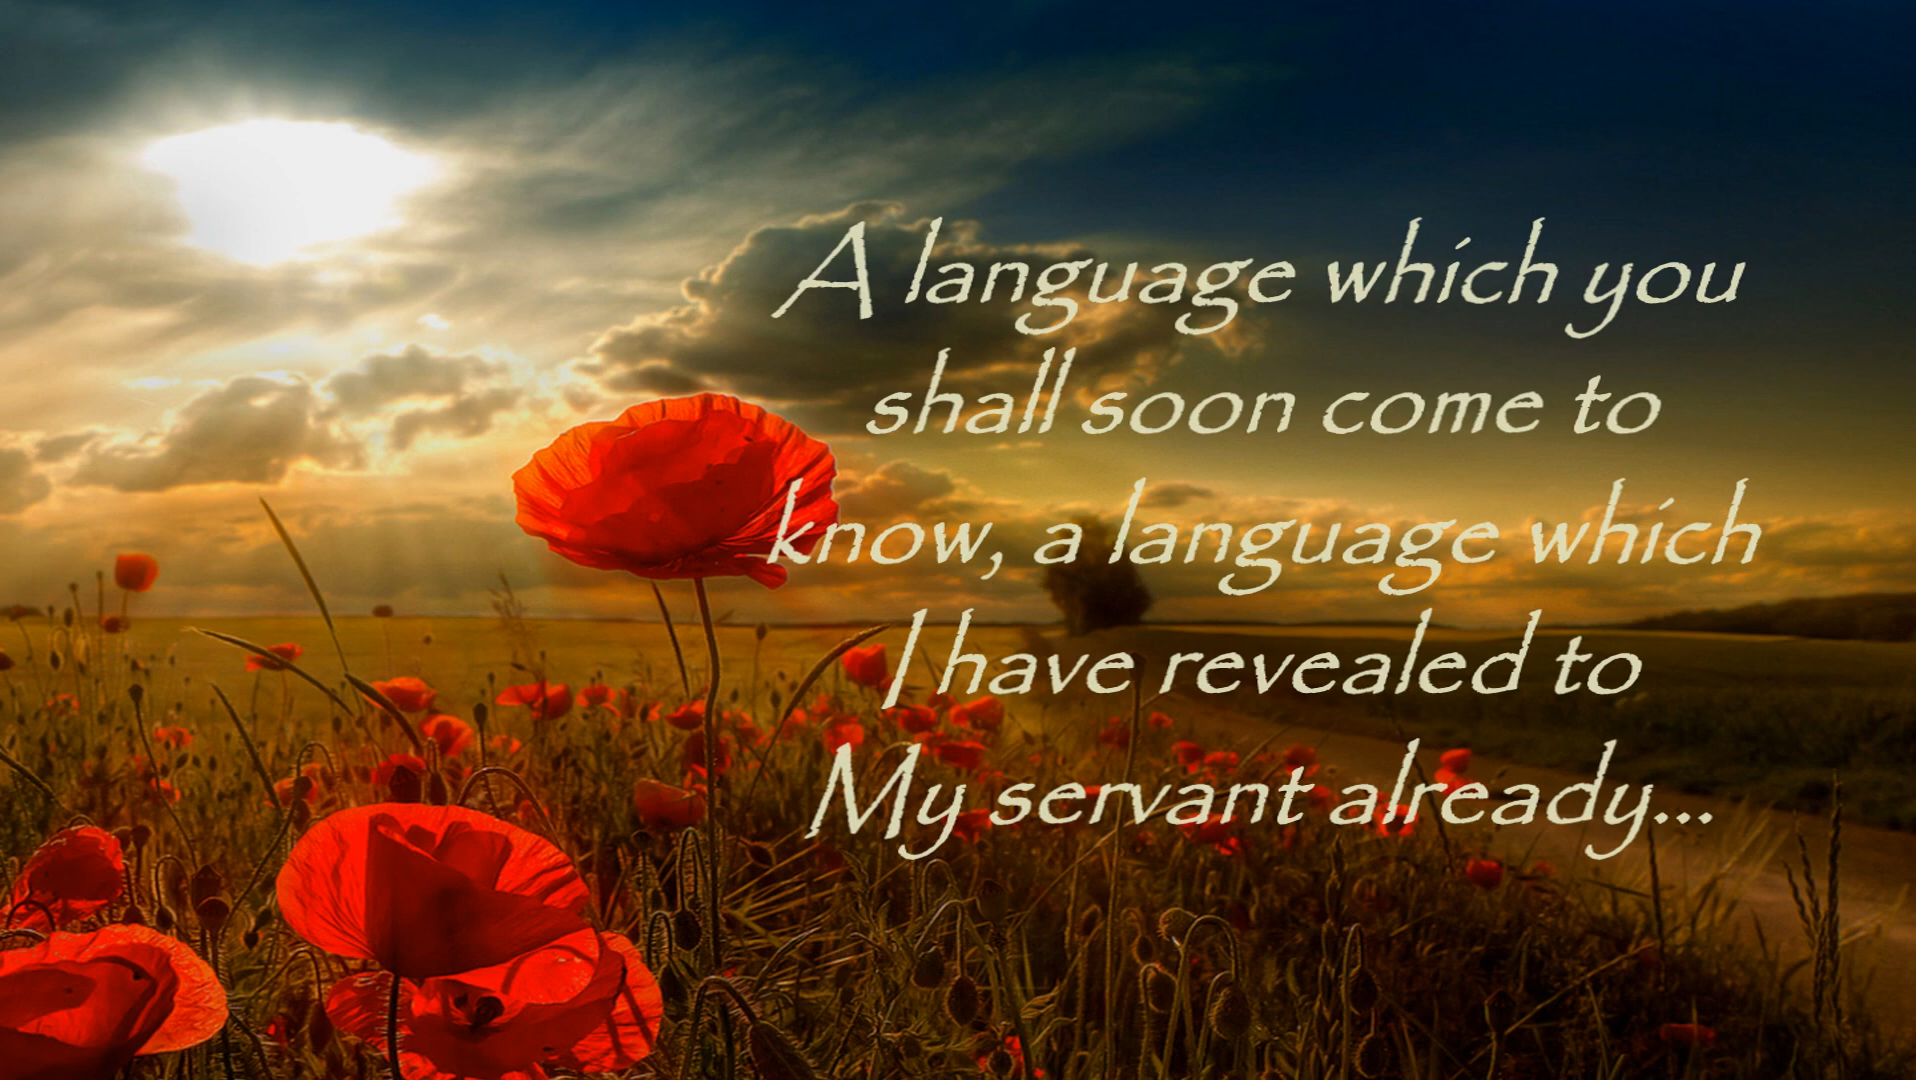 A language which you
shall soon come to
know, a language which
I have revealed to
My servant already...